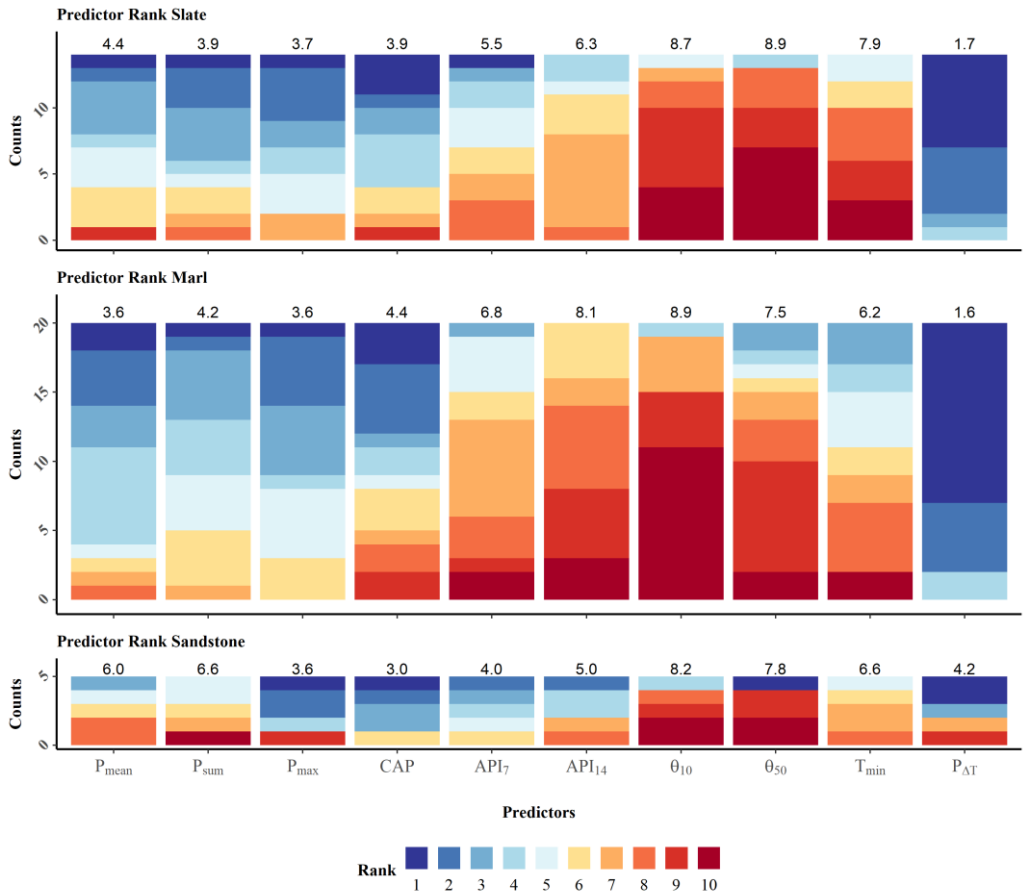 Predictor Rank Slate
4.4 3.9 3.7 3.9 5.5 6.3 8.7 8.9 7.9 1.7
10
5
0
Counts
Predictor Rank Marl
3.6 4.2 3.6 4.4 6.8 8.1 8.9 7.5 6.2 1.6
20
15
10
5
0
Counts
Predictor Rank Sandstone
6.0 6.6 3.6 3.0 4.0 5.0 8.2 7.8 6.6 4.2
5
0
Counts
Pmean Psum Pmax CAP API7 API14 θ10 θ50 Tmin PΔT
Predictors
Rank
1 2 3 4 5 6 7 8 9 10